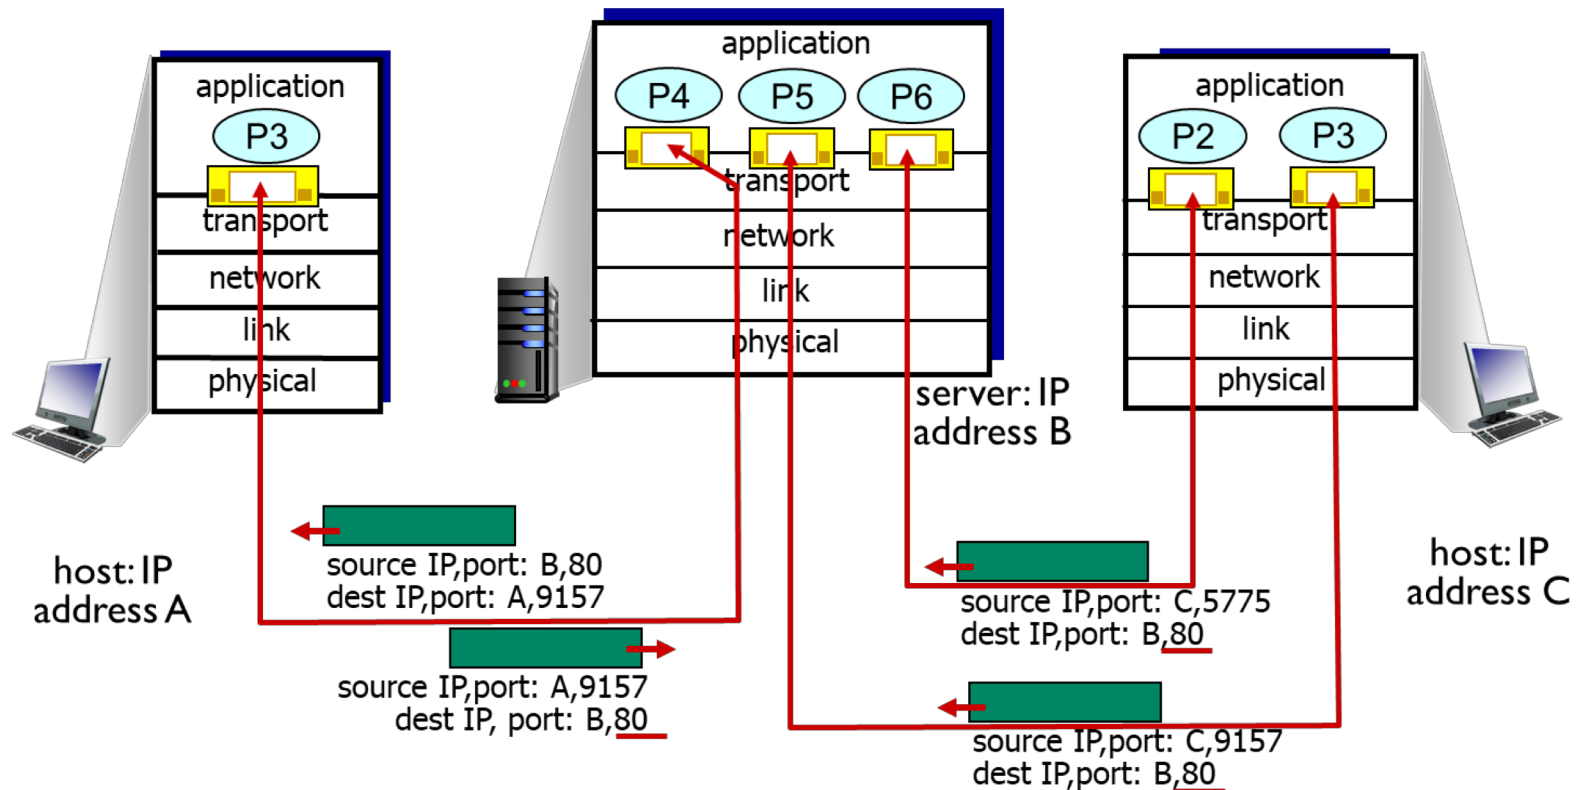 application
P3
transport
network
link
physical
host: IP
address A
application
P4
P5
P6
transport
network
link
physical
server: IP
address B
application
P2
P3
transport
network
link
physical
host: IP
address C
source IP,port: B,80
dest IP,port: A,9157
source IP,port: A,9157
dest IP, port: B,80
source IP,port: C,5775
dest IP,port: B,80
source IP,port: C,9157
dest IP,port: B,80